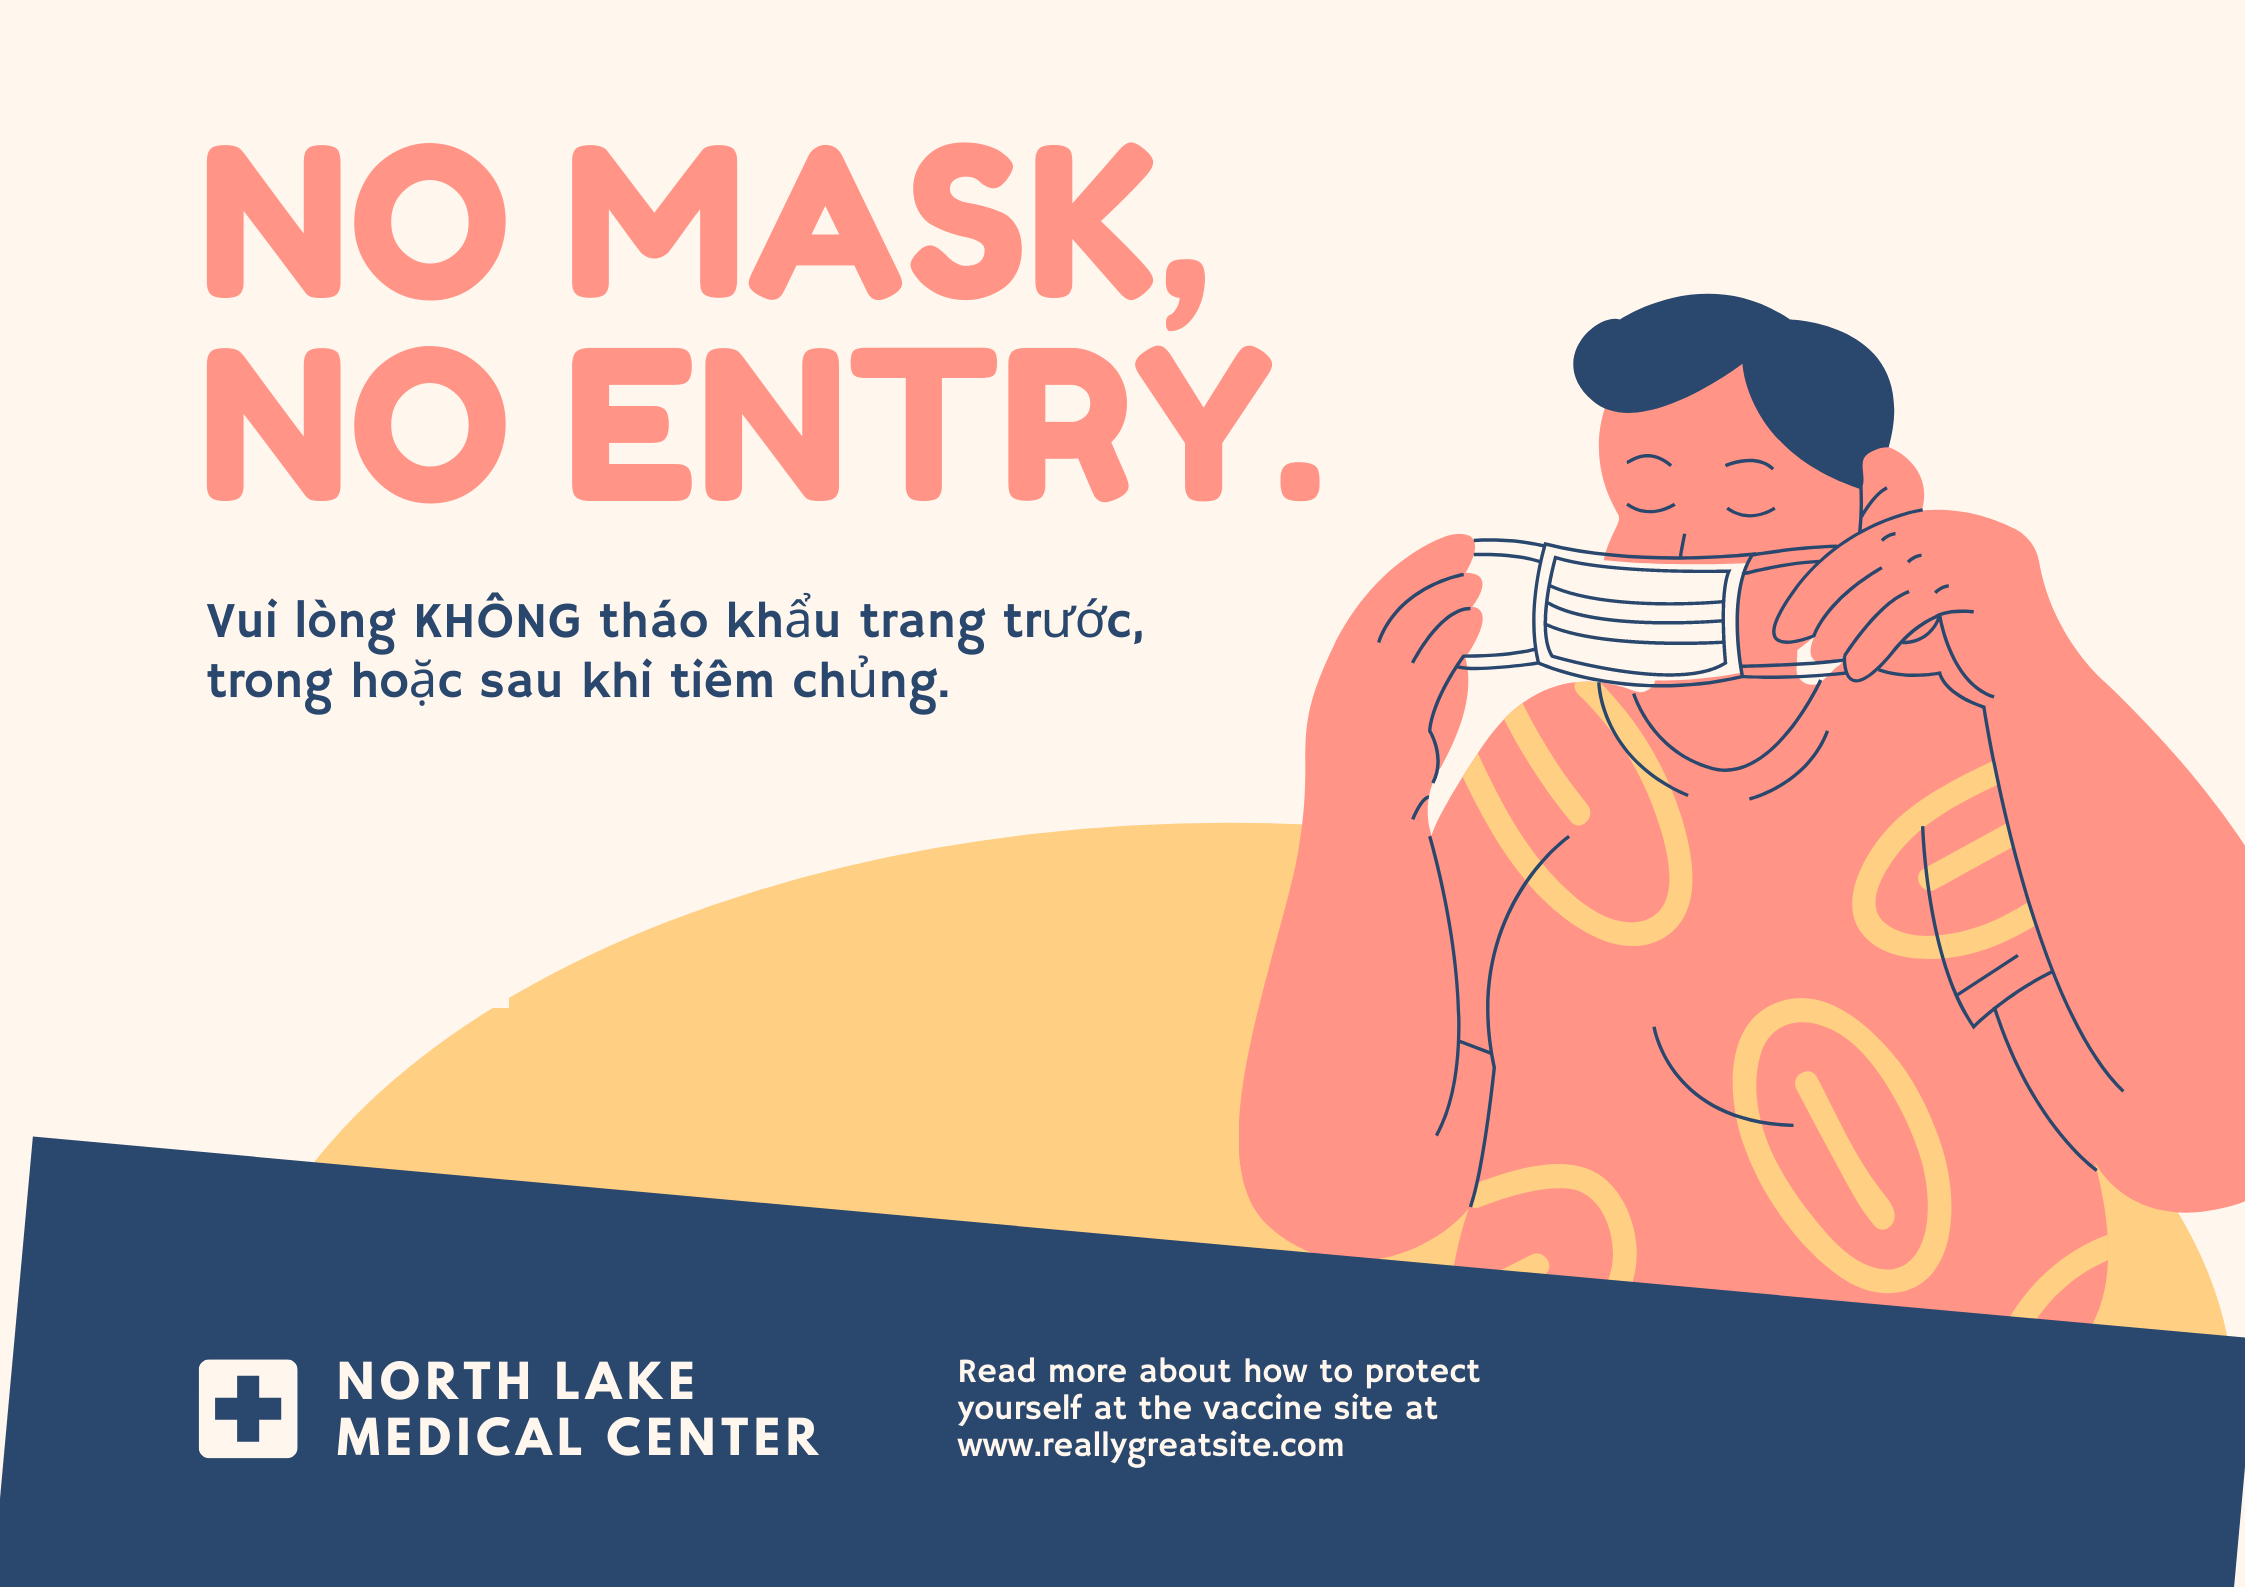 NO MASK,
NO ENTRY.
Vui lòng KHÔNG tháo khẩu trang trước,
trong hoặc sau khi tiêm chủng.
NORTH LAKE
MEDICAL CENTER
Read more about how to protect
yourself at the vaccine site at
www.reallygreatsite.com